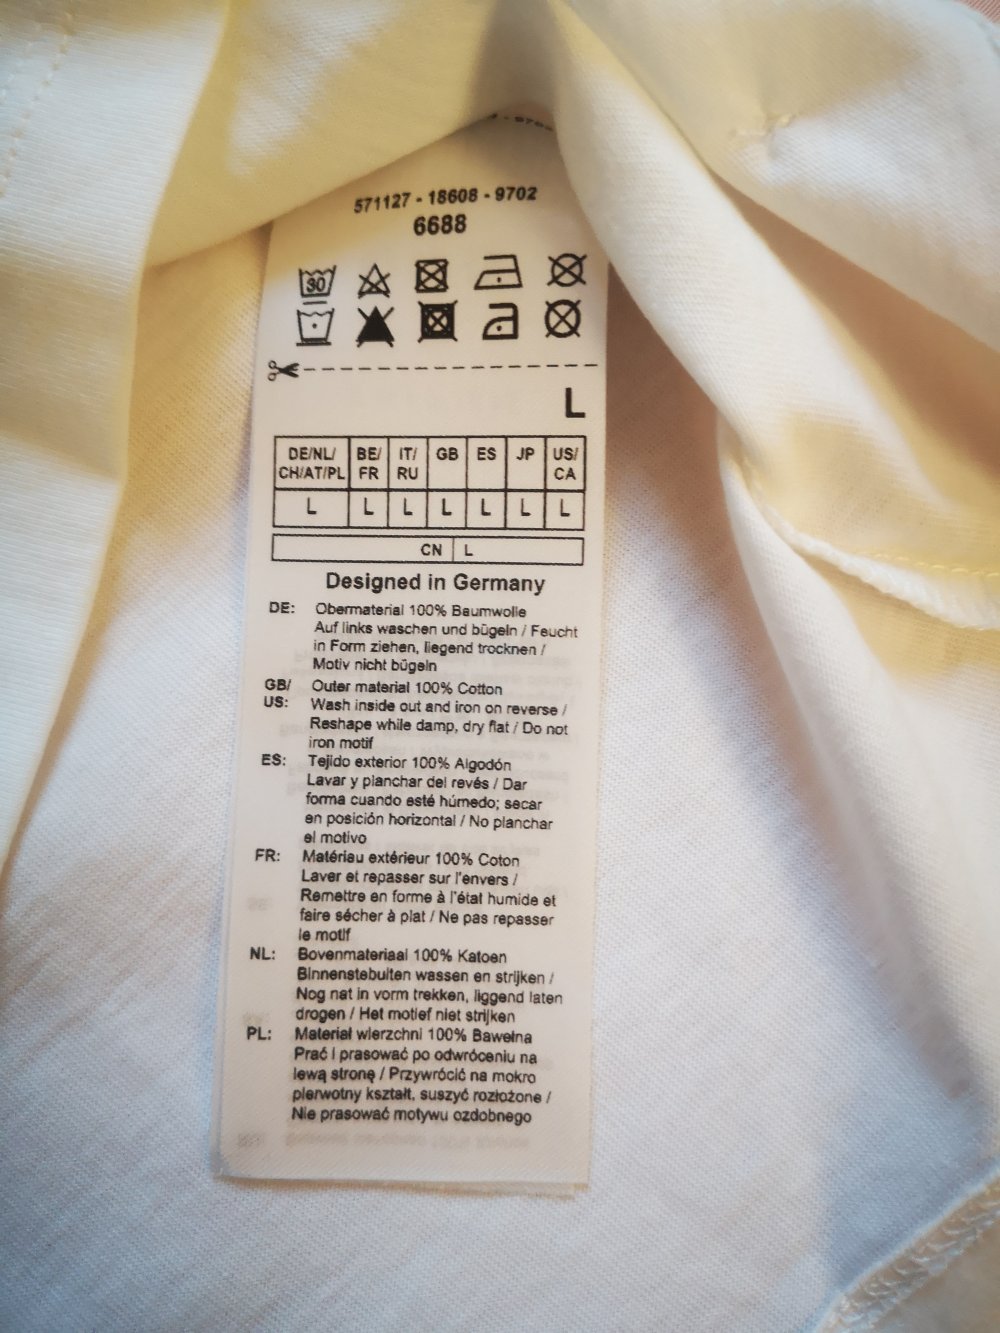 571127 - 18608 - 9702
6688
30
L
DE/NL/ CH/AT/PL BE/ FR IT/ RU GB ES JP US/ CA
L L L L L L L
CN L
Designed in Germany
DE: Obermaterial 100% Baumwolle
Auf links waschen und bügeln / Feucht
in Form ziehen, liegend trocknen /
Motiv nicht bügeln
GB/ Outer material 100% Cotton
US: Wash inside out and iron on reverse /
Reshape while damp, dry flat / Do not
iron motif
ES: Tejido exterior 100% Algodón
Lavar y planchar del revés / Dar
forma cuando esté húmedo; secar
en posición horizontal / No planchar
el motivo
FR: Matériau extérieur 100% Coton
Laver et repasser sur l'envers /
Remettre en forme à l'état humide et
faire sécher à plat / Ne pas repasser
le motif
NL: Bovenmateriaal 100% Katoen
Binnenstebuiten wassen en strijken /
Nog nat in vorm trekken, liggend laten
drogen / Het motief niet strijken
PL: Materiał wierzchni 100% Bawełna
Prać i prasować po odwróceniu na
lewą stronę / Przywrócić na mokro
pierwotny kształt, suszyć rozłożone /
Nie prasować motywu ozdobnego